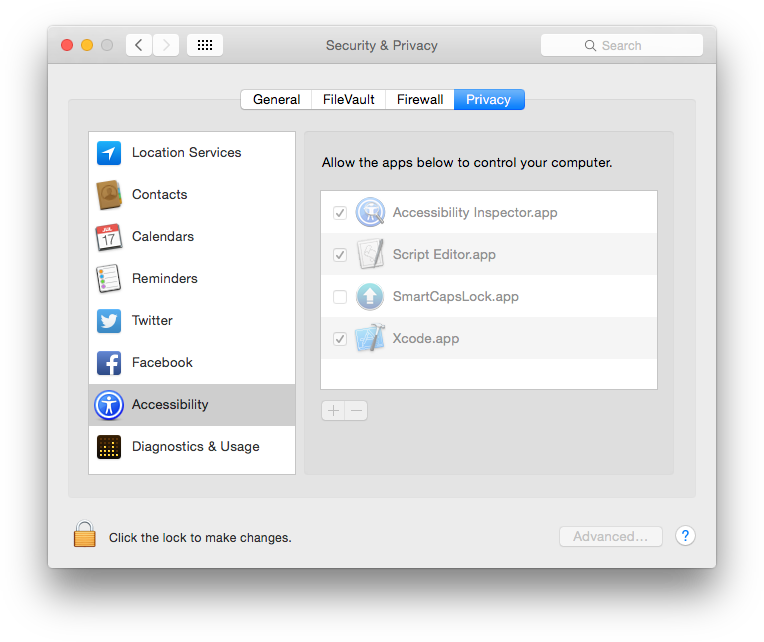 Security & Privacy
Search
General
FileVault
Firewall
Privacy
Location Services
Contacts
JUL
17
Calendars
Reminders
Twitter
Facebook
Accessibility
Diagnostics & Usage
Allow the apps below to control your computer.
Accessibility Inspector.app
Script Editor.app
SmartCapsLock.app
Xcode.app
+ −
Click the lock to make changes.
Advanced...
?